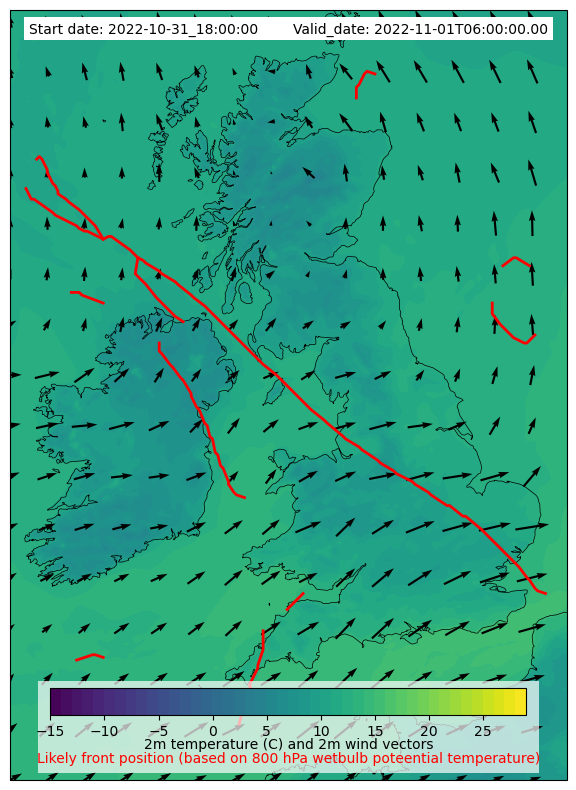 Start date: 2022-10-31_18:00:00 Valid_date: 2022-11-01T06:00:00.00
−15 −10 −5 0 5 10 15 20 25
2m temperature (C) and 2m wind vectors
Likely front position (based on 800 hPa wetbulb poteential temperature)